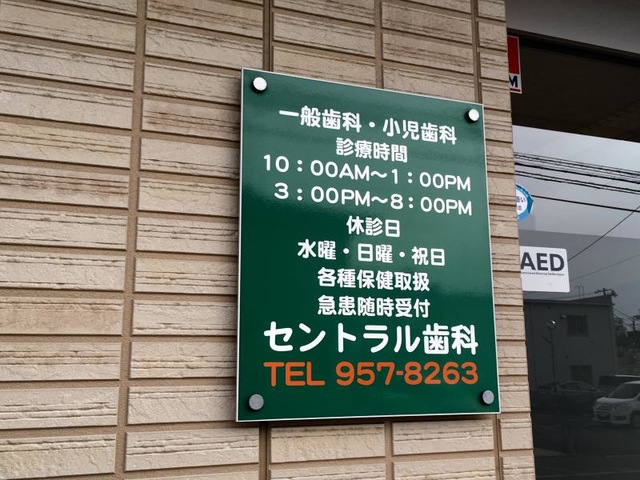 一般歯科・小児歯科
診療時間
10：00AM～1：00PM
3：00PM～8：00PM
休診日
水曜・日曜・祝日
各種保健取扱
急患随時受付
セントラル歯科
TEL 957-8263
AED